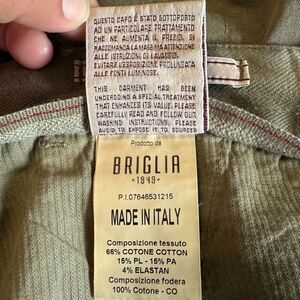 QUESTO CAPO È STATO SOTTOPOSTO
AD UN PARTICOLARE TRATTAMENTO
CHE NE AUMENTA IL PREGIO. SI
RACCOMANDA LA MASSIMA ATTENZIONE
ALLE ISTRUZIONI DI LAVAGGIO.
EVITARE L'ESPOSIZIONE PROLUNGATA
ALLE FONTI LUMINOSE.
THIS GARMENT HAS BEEN
UNDERGOING A SPECIAL TREATMENT
THAT ENHANCES ITS VALUE. PLEASE
CAREFULLY READ AND FOLLOW OUR
WASHING INSTRUCTIONS. PLEASE
AVOID TO EXPOSE IT TO SOURCES
Prodotto da
BRIGLIA
•1949•
P.I.07646531215
MADE IN ITALY
Composizione tessuto
66% COTONE COTTON
15% PL - 15% PA
4% ELASTAN
Composizione fodera
100% Cotone - CO